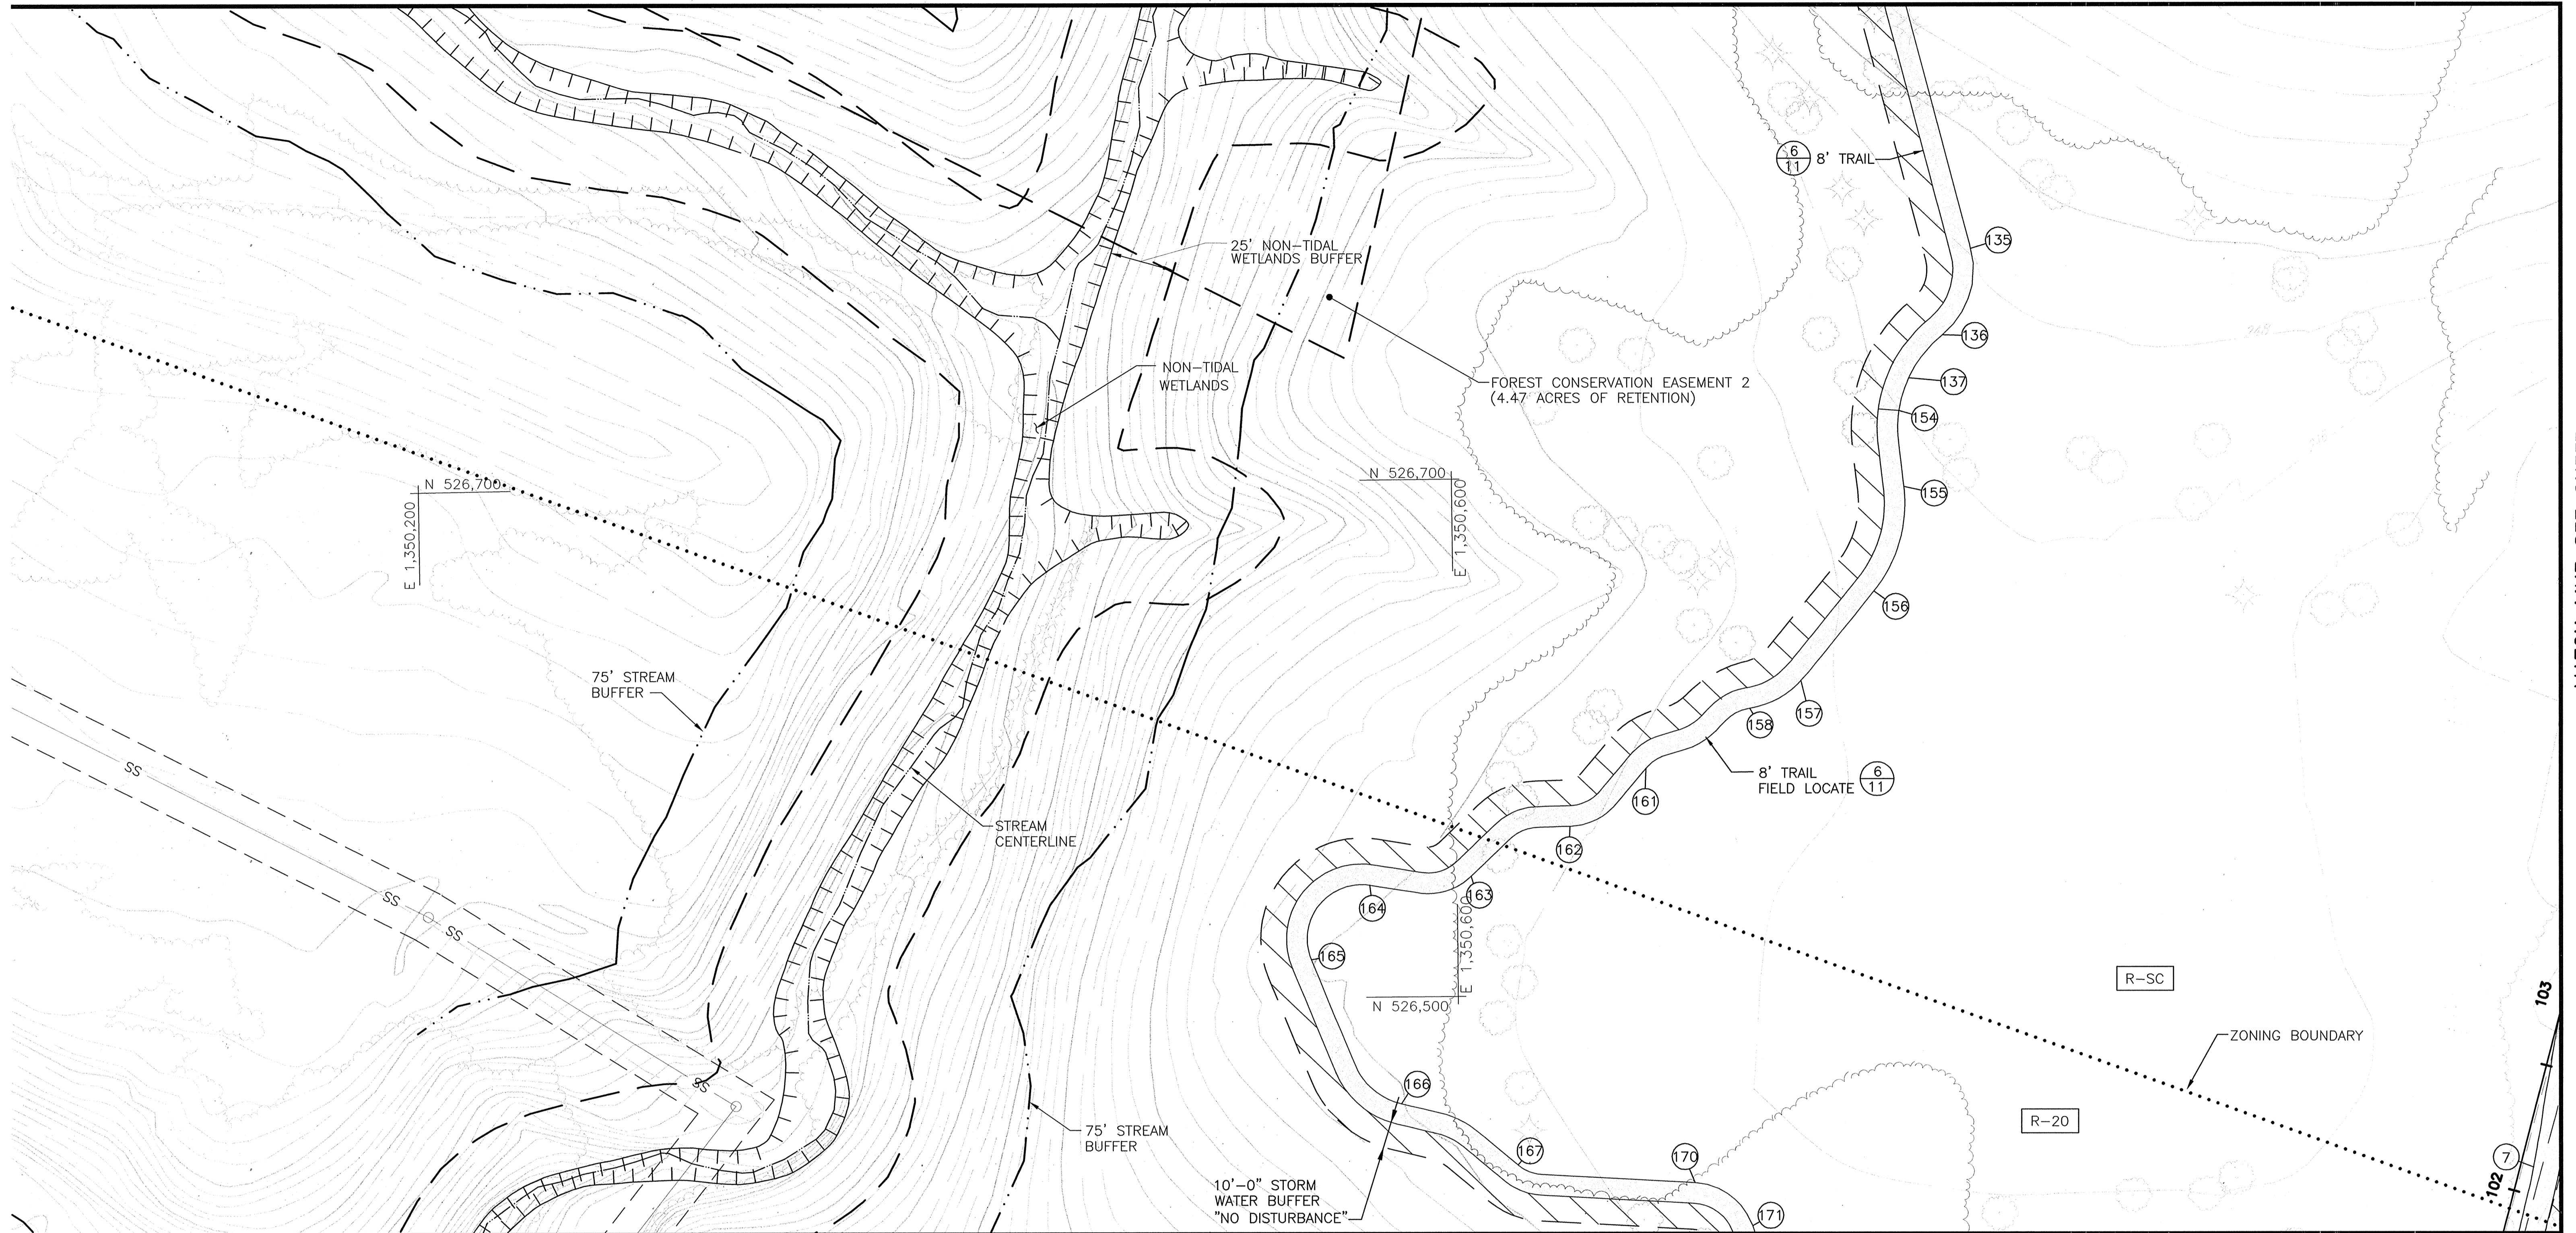 6
11
8' TRAIL
135
25' NON-TIDAL
WETLANDS BUFFER
136
NON-TIDAL
WETLANDS
137
FOREST CONSERVATION EASEMENT 2
(4.47 ACRES OF RETENTION)
154
N 526,700
E 1,350,200
N 526,700
E 1,350,600
155
156
75' STREAM
BUFFER
157
158
SS
8' TRAIL
FIELD LOCATE
6
11
161
STREAM
CENTERLINE
162
163
SS
164
SS
165
E 1,350,600
N 526,500
R-SC
103
ZONING BOUNDARY
SS
166
75' STREAM
BUFFER
R-20
167
170
7
102
10'-0" STORM
WATER BUFFER
"NO DISTURBANCE"
171